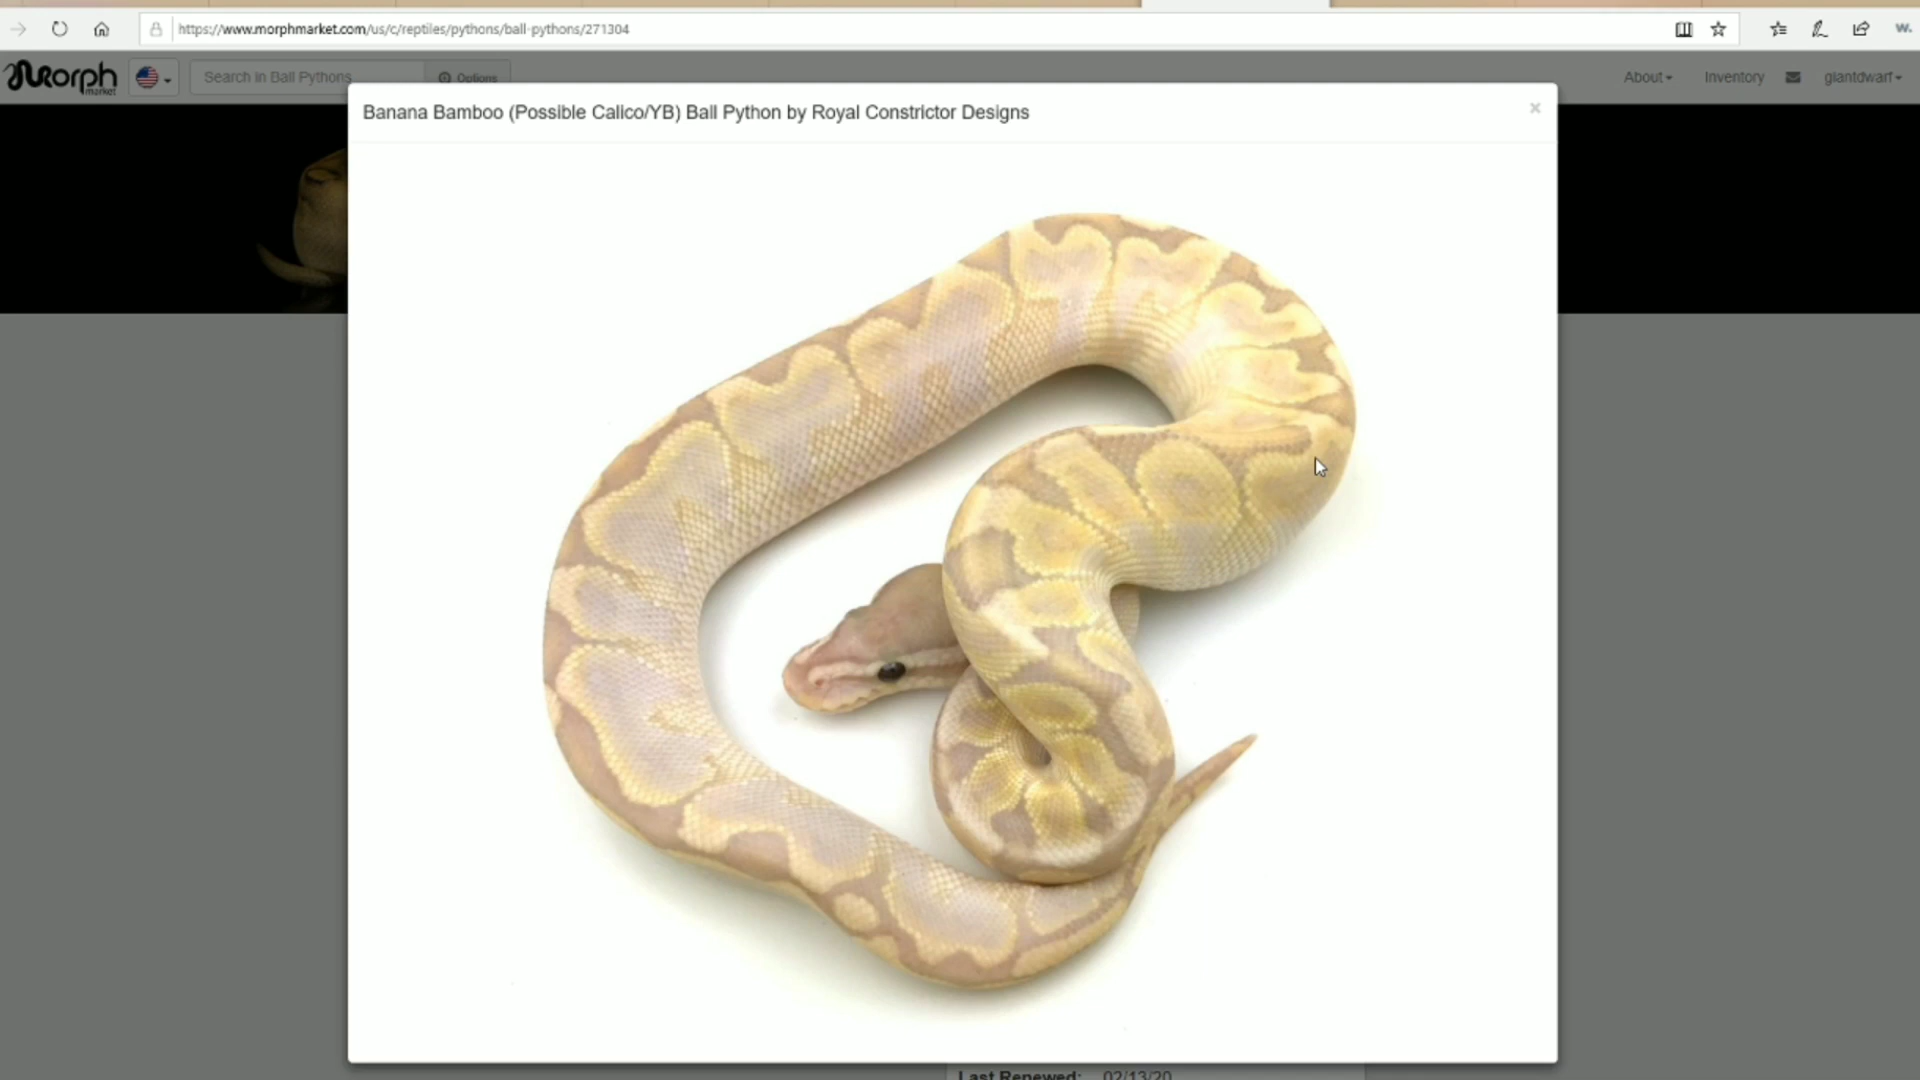 https://www.morphmarket.com/us/c/reptiles/pythons/ball-pythons/271304
W.
Morph market
Search in Ball Pythons
Options
About
Inventory
giantdwarf
Banana Bamboo (Possible Calico/YB) Ball Python by Royal Constrictor Designs
×
Last Renewed: 02/13/20